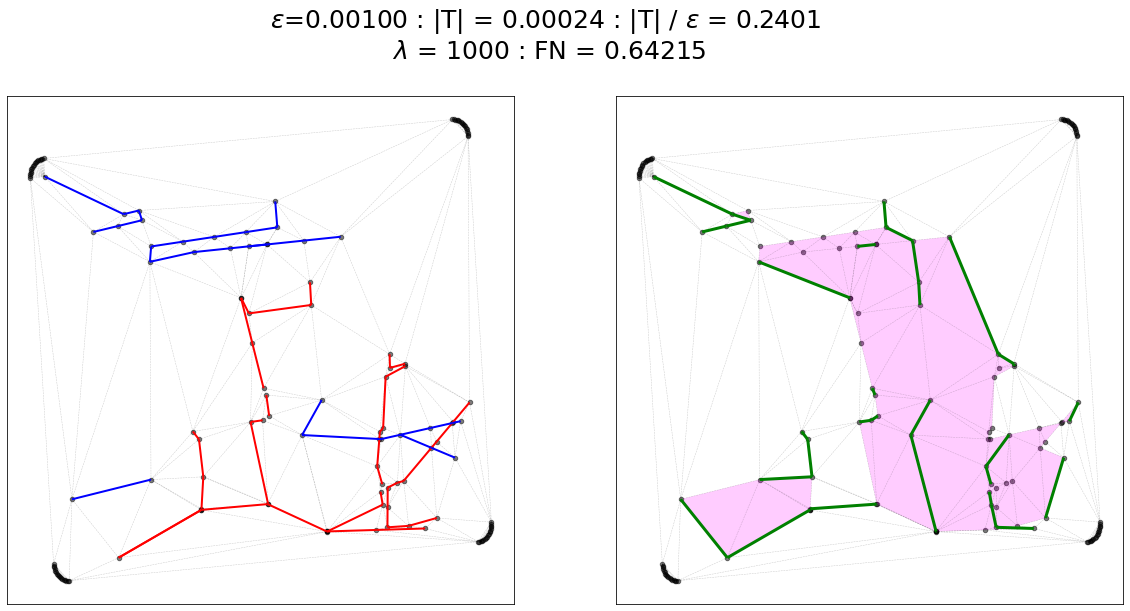 ε=0.00100 : |T| = 0.00024 : |T| / ε = 0.2401
λ = 1000 : FN = 0.64215